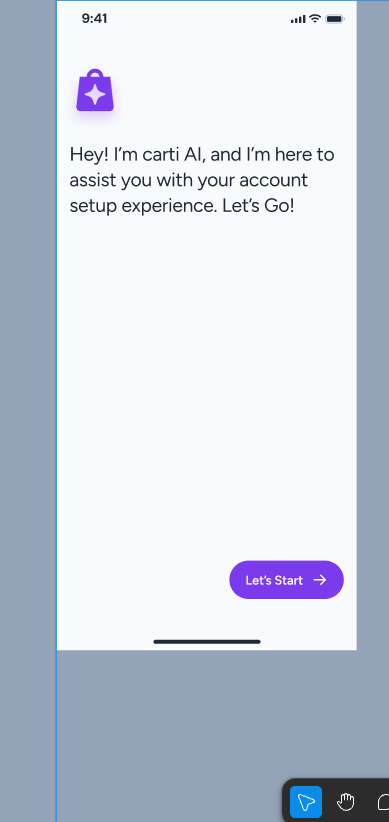 9:41
Hey! I’m carti AI, and I’m here to
assist you with your account
setup experience. Let’s Go!
Let’s Start